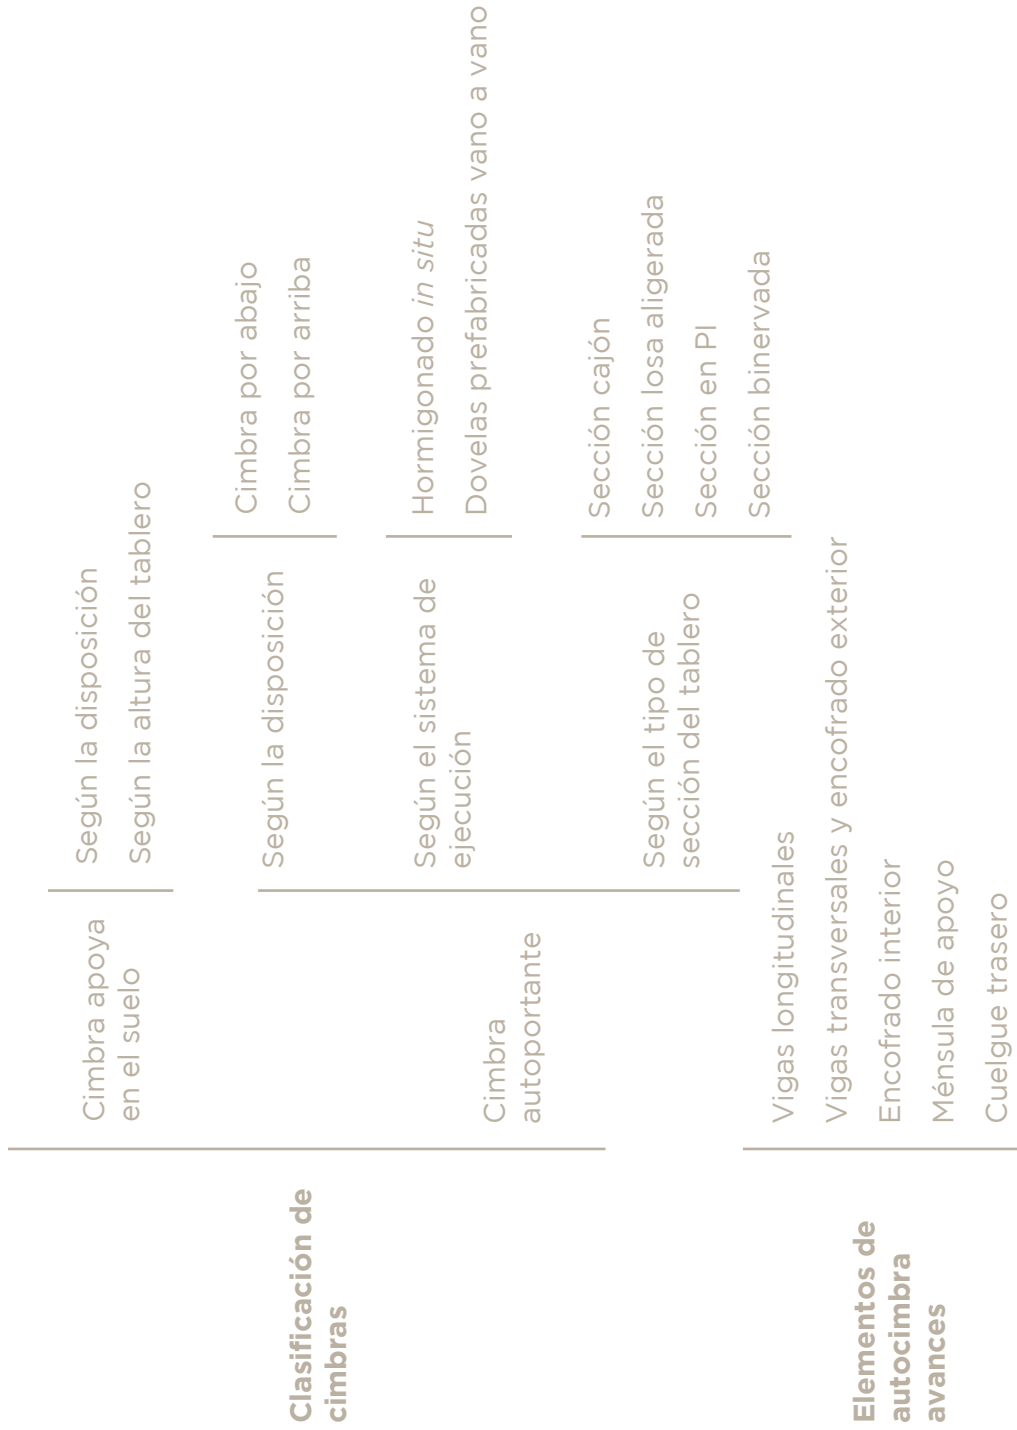 Clasificación de
cimbras
Cimbra apoya
en el suelo
Según la disposición
Según la altura del tablero
Cimbra
autoportante
Según la disposición
Cimbra por abajo
Cimbra por arriba
Según el sistema de
ejecución
Hormigonado in situ
Dovelas prefabricadas vano a vano
Según el tipo de
sección del tablero
Sección cajón
Sección losa aligerada
Sección en PI
Sección binervada
Elementos de
autocimbra
avances
Vigas longitudinales
Vigas transversales y encofrado exterior
Encofrado interior
Ménsula de apoyo
Cuelgue trasero